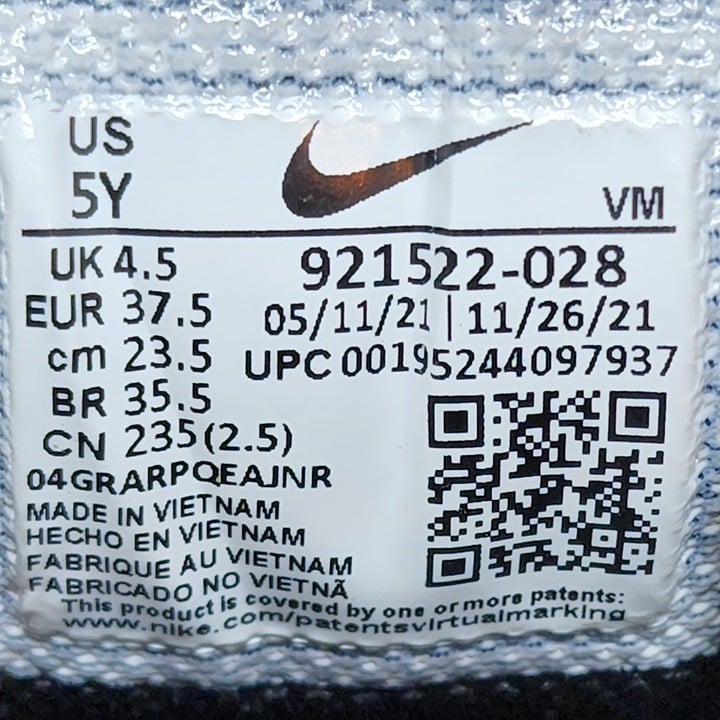 US
5Y
VM
UK 4.5
EUR 37.5
cm 23.5
BR 35.5
CN 235(2.5)
921522-028
05/11/21 | 11/26/21
UPC 00195244097937
04GRARPQEAJNR
MADE IN VIETNAM
HECHO EN VIETNAM
FABRIQUE AU VIETNAM
FABRICADO NO VIETNÃ
This product is covered by one or more patents:
www.nike.com/patentsvirtualmarking